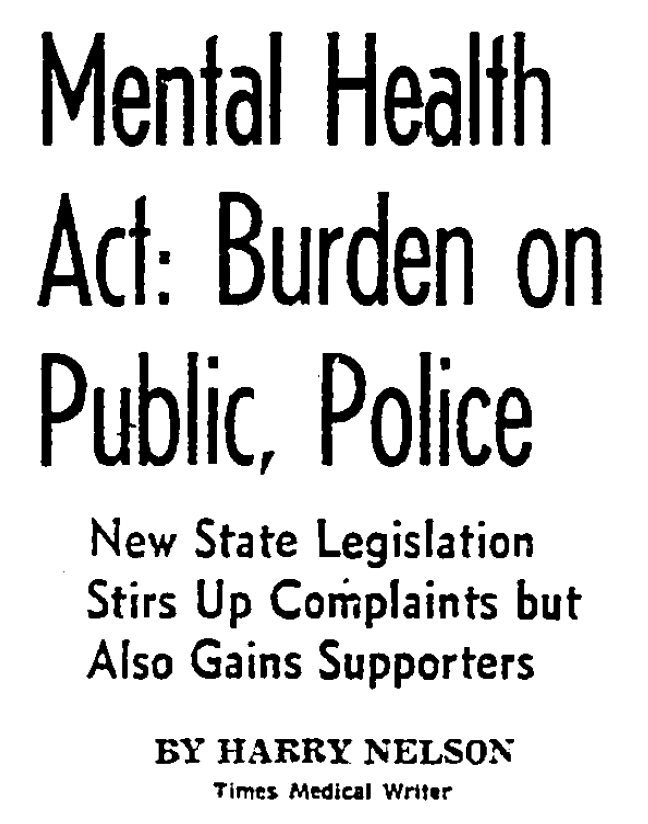 Mental Health
Act: Burden on
Public, Police
New State Legislation
Stirs Up Complaints but
Also Gains Supporters
BY HARRY NELSON
Times Medical Writer